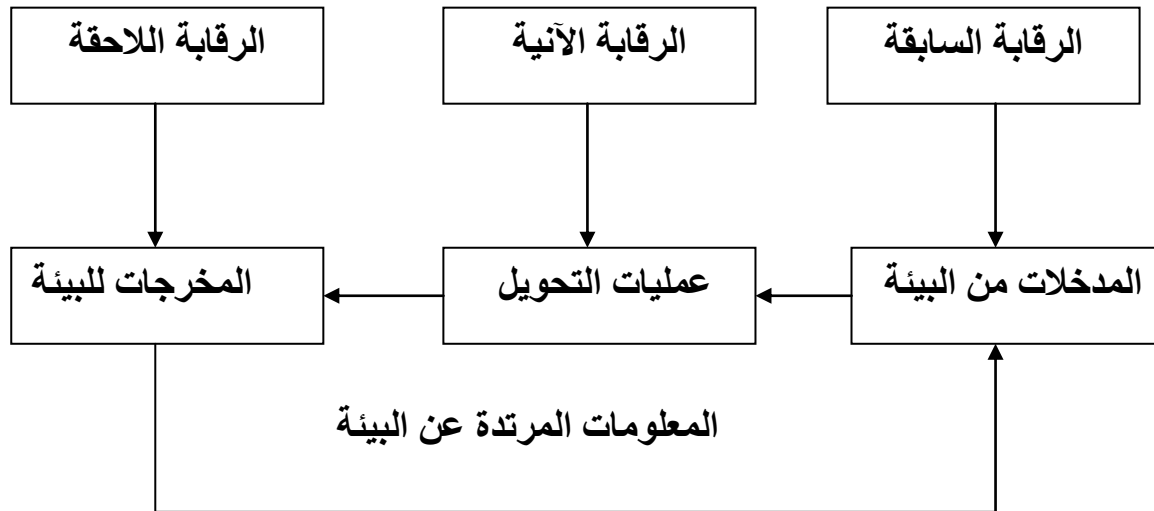 الرقابة السابقة
الرقابة الآنية
الرقابة اللاحقة
المدخلات من البيئة
عمليات التحويل
المخرجات للبيئة
المعلومات المرتدة عن البيئة